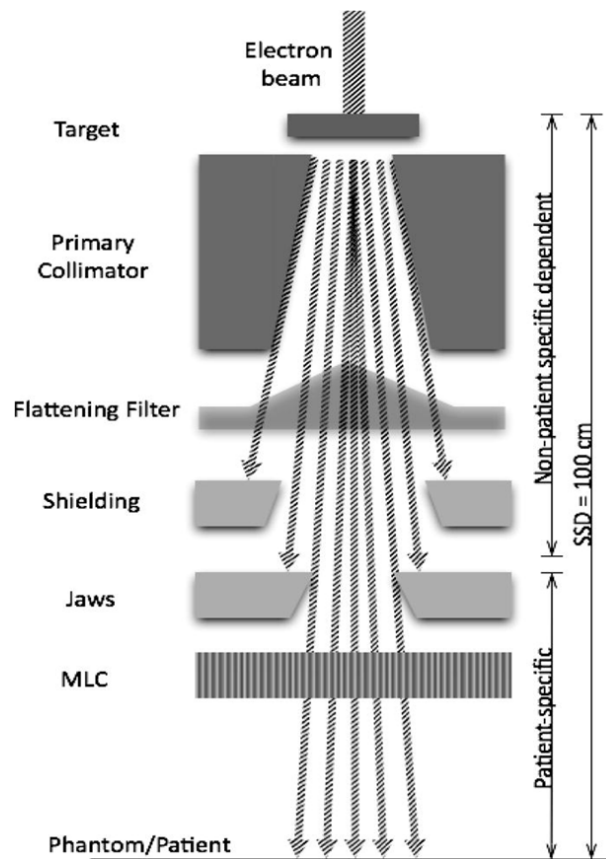 Electron
beam
Target
Primary
Collimator
Flattening Filter
Shielding
Jaws
MLC
Phantom/Patient
Non-patient specific dependent
Patient-specific
SSD = 100 cm